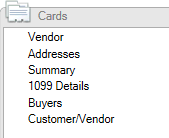 Cards
Vendor
Addresses
Summary
1099 Details
Buyers
Customer/Vendor